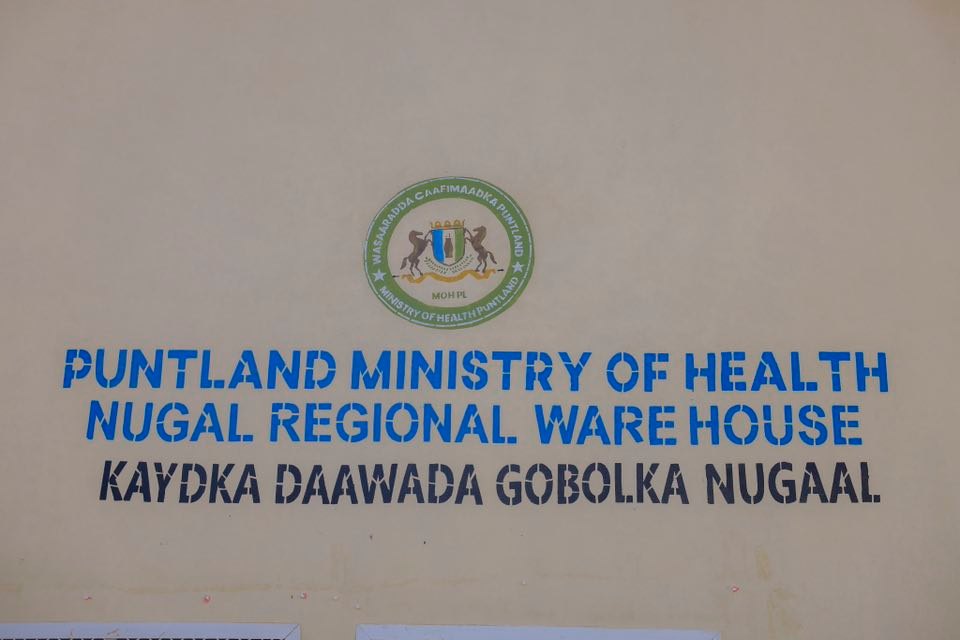 WASAARADDA CAAFIMAADKA PUNTLAND
MOH PL
MINISTRY OF HEALTH PUNTLAND
PUNTLAND MINISTRY OF HEALTH
NUGAL REGIONAL WARE HOUSE
KAYDKA DAAWADA GOBOLKA NUGAAL